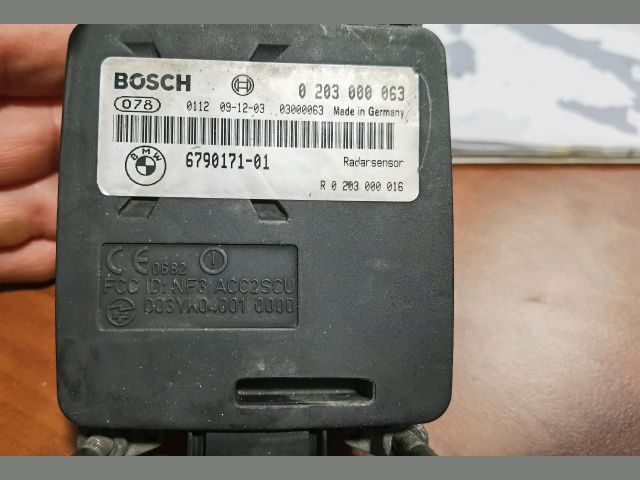 BOSCH 0 203 000 063
078 0112 09-12-03 03000063 Made in Germany
BMW 6790171-01 Radarsensor
R 0 203 000 016
CE 0682
FCC ID: NF3 ACC2SCU
0000